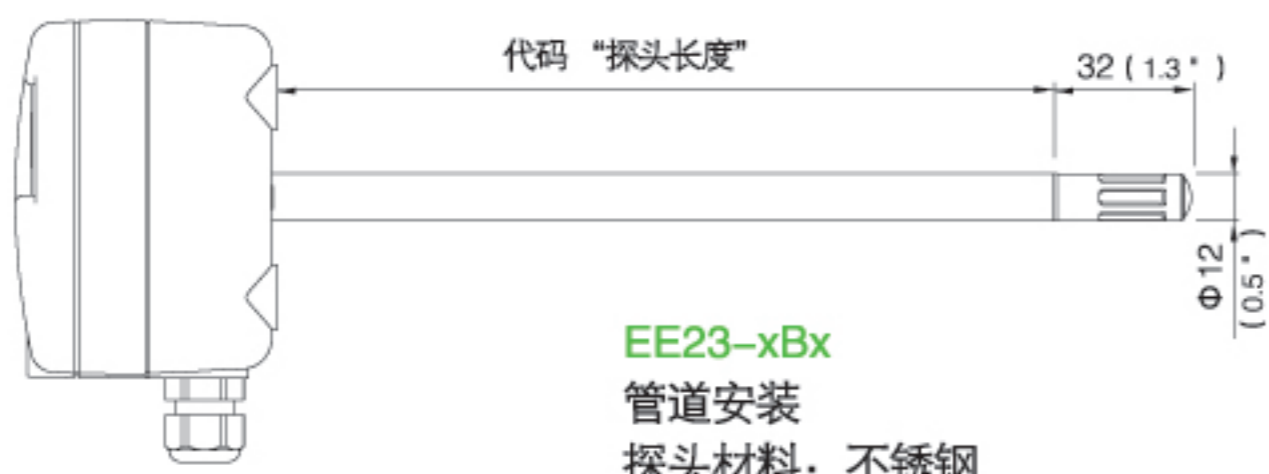 代码 “探头长度”
32 ( 1.3 " )
Φ12
( 0.5 " )
EE23-xBx
管道安装
探头材料：不锈钢